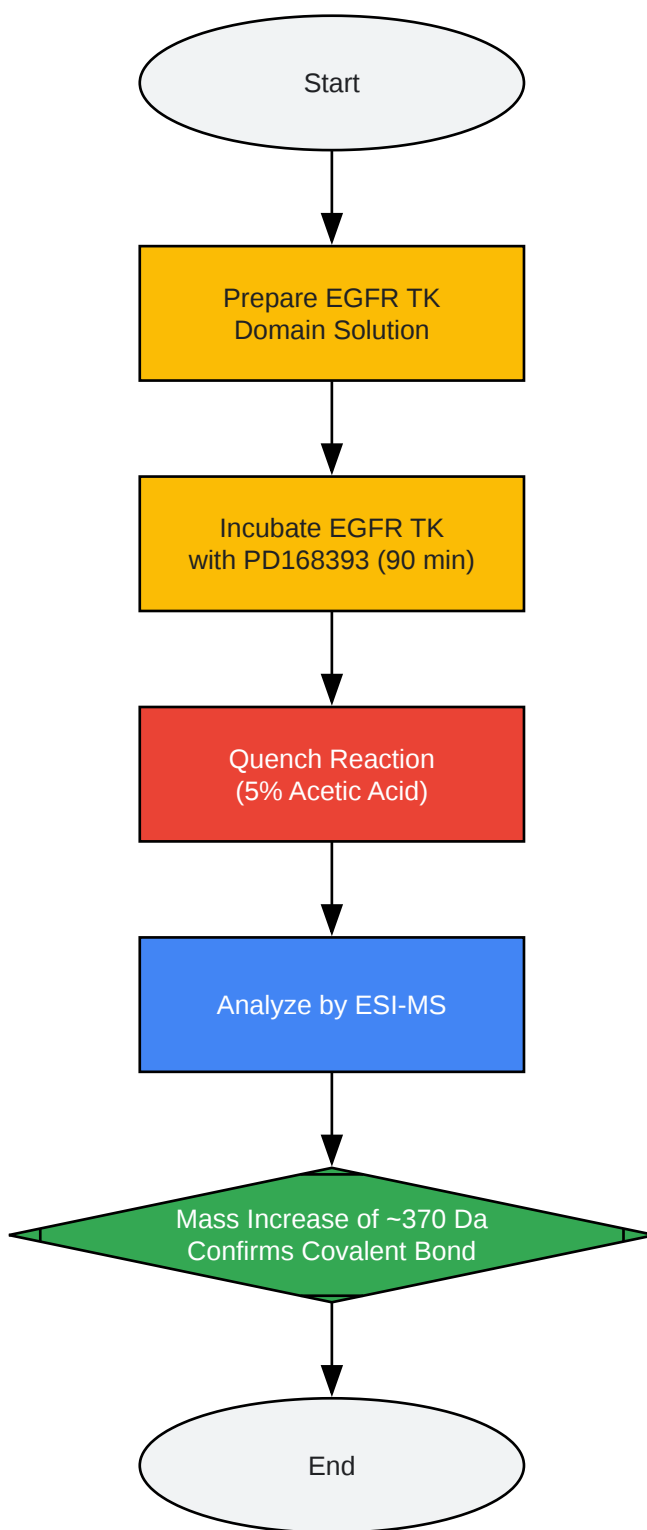 Start
Prepare EGFR TK
Domain Solution
Incubate EGFR TK
with PD168393 (90 min)
Quench Reaction
(5% Acetic Acid)
Analyze by ESI-MS
Mass Increase of ~370 Da
Confirms Covalent Bond
End